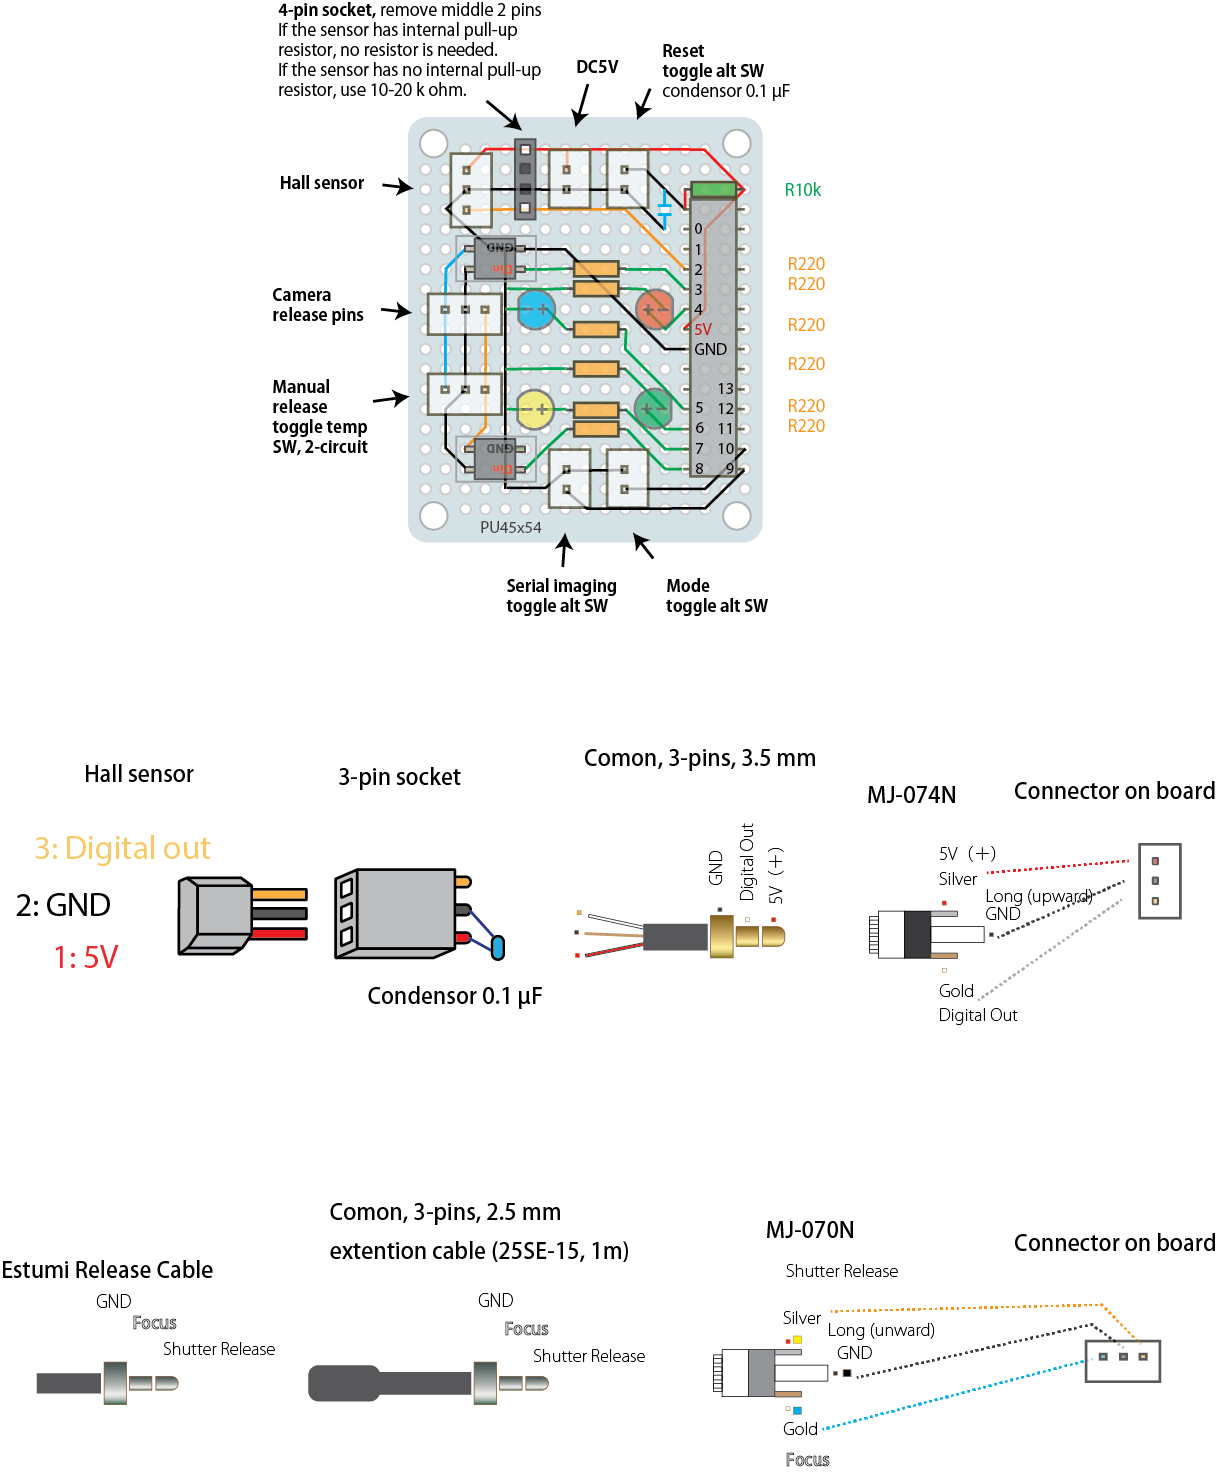 4-pin socket, remove middle 2 pins
If the sensor has internal pull-up
resistor, no resistor is needed.
If the sensor has no internal pull-up
resistor, use 10-20 k ohm.
DC5V
Reset
toggle alt SW
condensor 0.1 µF
Hall sensor
R10k
0
1
2
3
4
5V
GND
13
5 12
6 11
7 10
8 9
GND
Din
R220
R220
R220
R220
R220
R220
Camera
release pins
Manual
release
toggle temp
SW, 2-circuit
GND
Din
PU45x54
Serial imaging
toggle alt SW
Mode
toggle alt SW
Hall sensor
3: Digital out
2: GND
1: 5V
3-pin socket
Condensor 0.1 µF
Comon, 3-pins, 3.5 mm
GND
Digital Out
5V (+)
MJ-074N
Connector on board
5V (+)
Silver
Long (upward)
GND
Gold
Digital Out
Estumi Release Cable
GND
Focus
Shutter Release
Comon, 3-pins, 2.5 mm
extention cable (25SE-15, 1m)
GND
Focus
Shutter Release
MJ-070N
Connector on board
Shutter Release
Silver
Long (unward)
GND
Gold
Focus